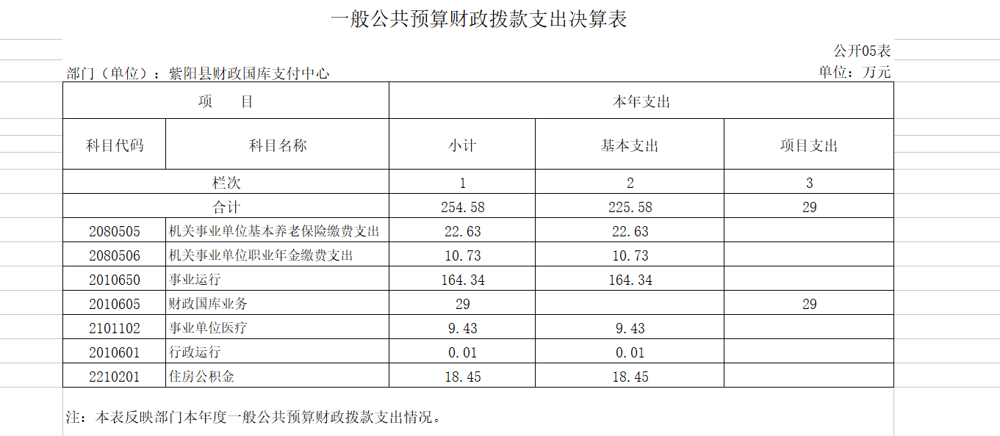 一般公共预算财政拨款支出决算表
公开05表
部门（单位）：紫阳县财政国库支付中心 单位：万元
项 目 本年支出
科目代码 科目名称 小计 基本支出 项目支出
栏次 1 2 3
合计 254.58 225.58 29
2080505 机关事业单位基本养老保险缴费支出 22.63 22.63
2080506 机关事业单位职业年金缴费支出 10.73 10.73
2010650 事业运行 164.34 164.34
2010605 财政国库业务 29 29
2101102 事业单位医疗 9.43 9.43
2010601 行政运行 0.01 0.01
2210201 住房公积金 18.45 18.45
注：本表反映部门本年度一般公共预算财政拨款支出情况。